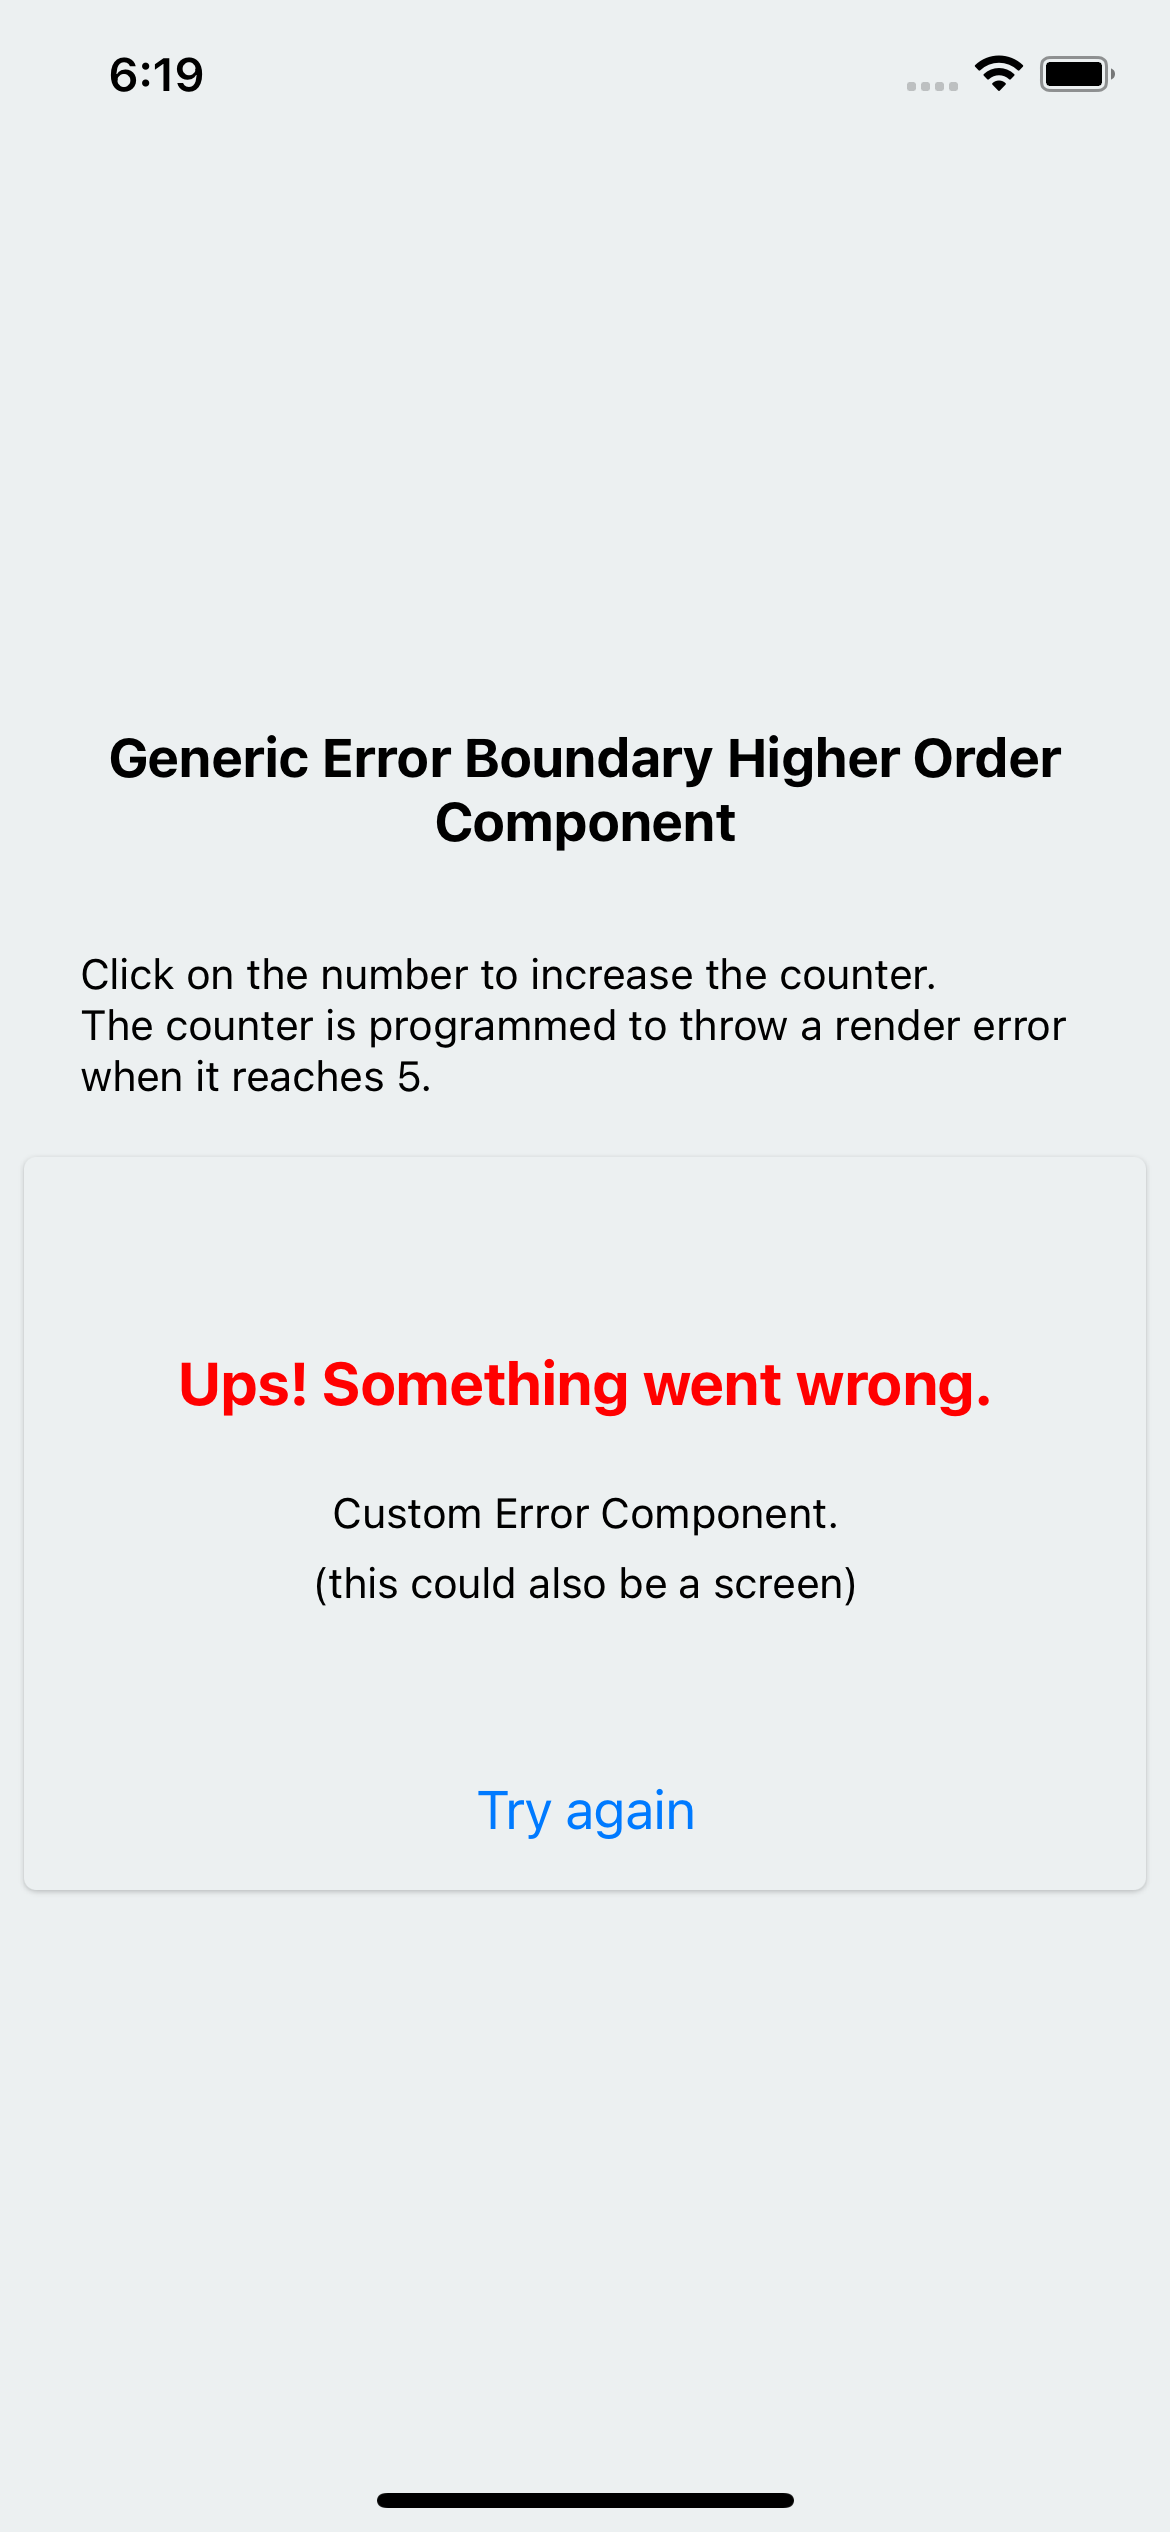 6:19
Generic Error Boundary Higher Order
Component
Click on the number to increase the counter.
The counter is programmed to throw a render error
when it reaches 5.
Ups! Something went wrong.
Custom Error Component.
(this could also be a screen)
Try again